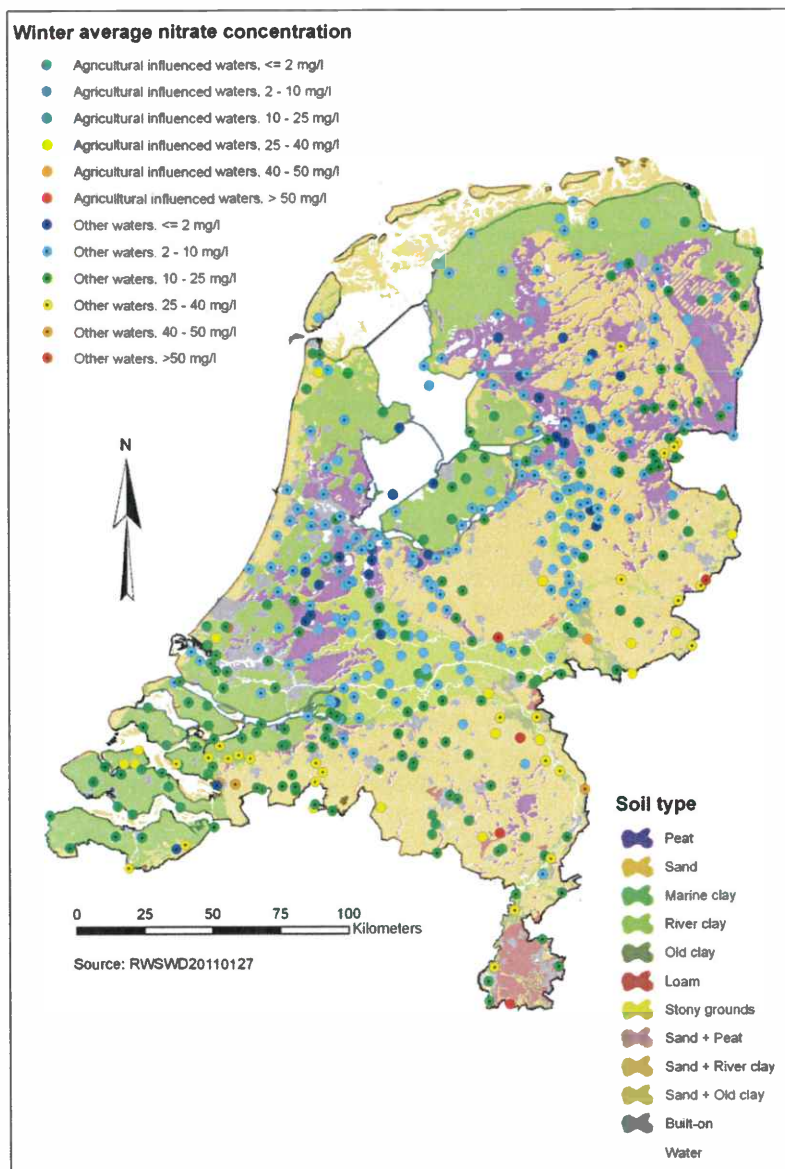 Winter average nitrate concentration
Agricultural influenced waters. <= 2 mg/l
Agricultural influenced waters. 2 - 10 mg/l
Agricultural influenced waters. 10 - 25 mg/l
Agricultural influenced waters. 25 - 40 mg/l
Agricultural influenced waters. 40 - 50 mg/l
Agricultural influenced waters. > 50 mg/l
Other waters. <= 2 mg/l
Other waters. 2 - 10 mg/l
Other waters. 10 - 25 mg/l
Other waters. 25 - 40 mg/l
Other waters. 40 - 50 mg/l
Other waters. >50 mg/l
N
Soil type
Peat
Sand
Marine clay
River clay
Old clay
Loam
Stony grounds
Sand + Peat
Sand + River clay
Sand + Old clay
Built-on
Water
0 25 50 75 100
Kilometers
Source: RWSWD20110127